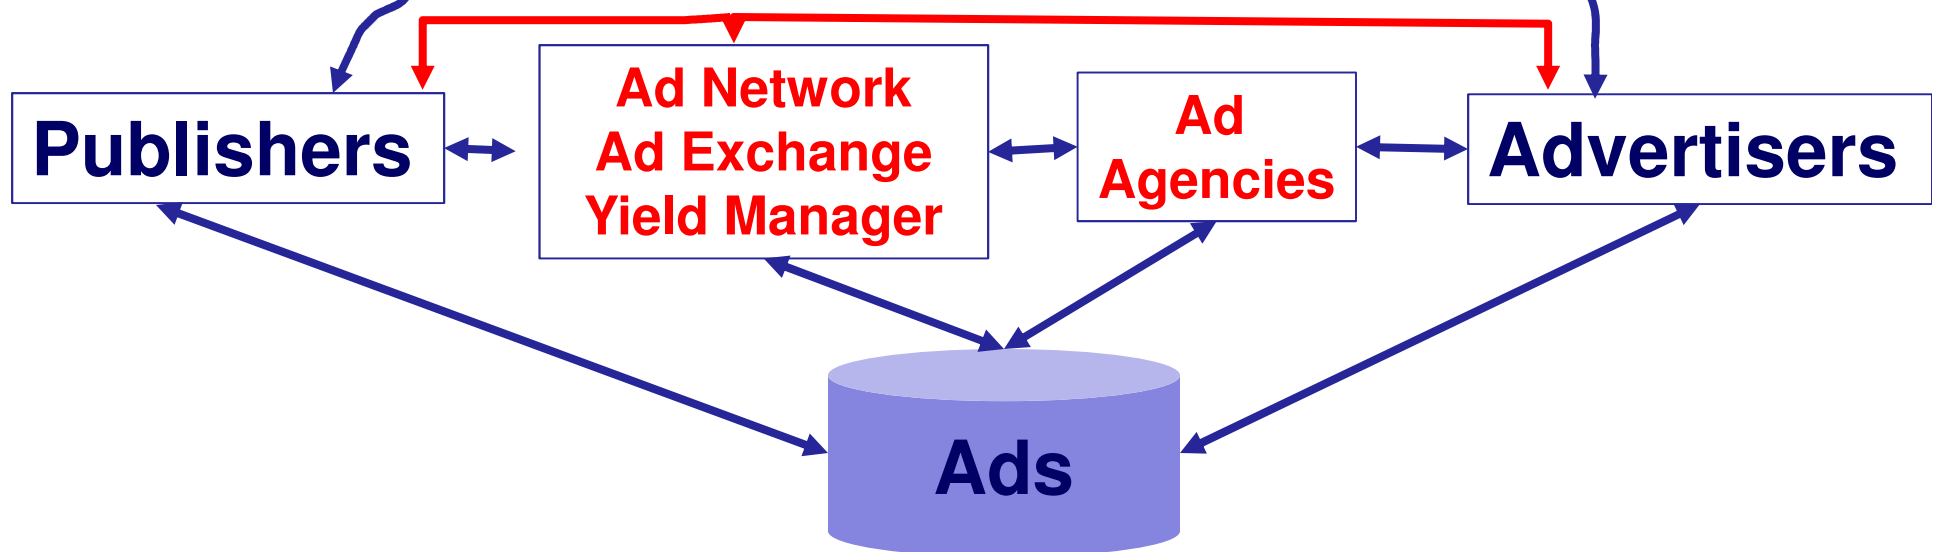 Publishers
Ad Network
Ad Exchange
Yield Manager
Ad
Agencies
Advertisers
Ads